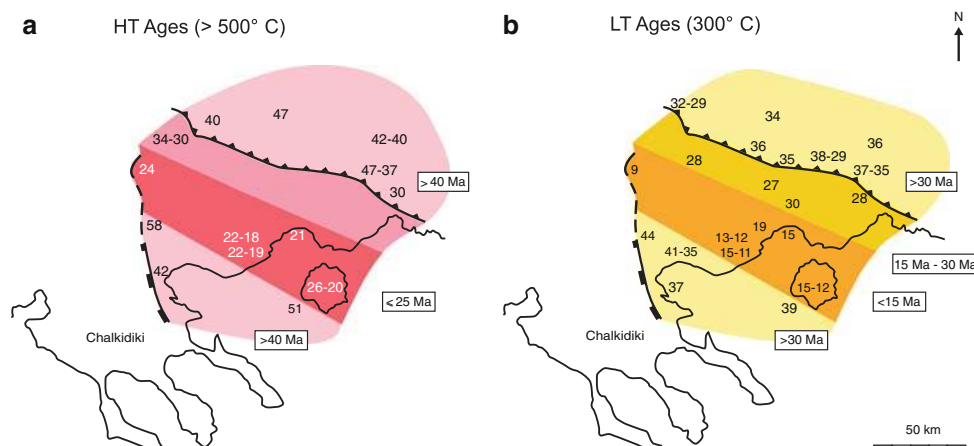 a HT Ages (> 500° C)
40
47
34-30
42-40
24
47-37
30
> 40 Ma
58
22-18
21
22-19
42
26-20
51
⩽ 25 Ma
>40 Ma
Chalkidiki
b LT Ages (300° C)
N
32-29
34
36
36
28
35
38-29
9
37-35
27
28
>30 Ma
30
44
19
13-12
15
41-35
15-11
15 Ma - 30 Ma
37
15-12
39
<15 Ma
>30 Ma
Chalkidiki
50 km